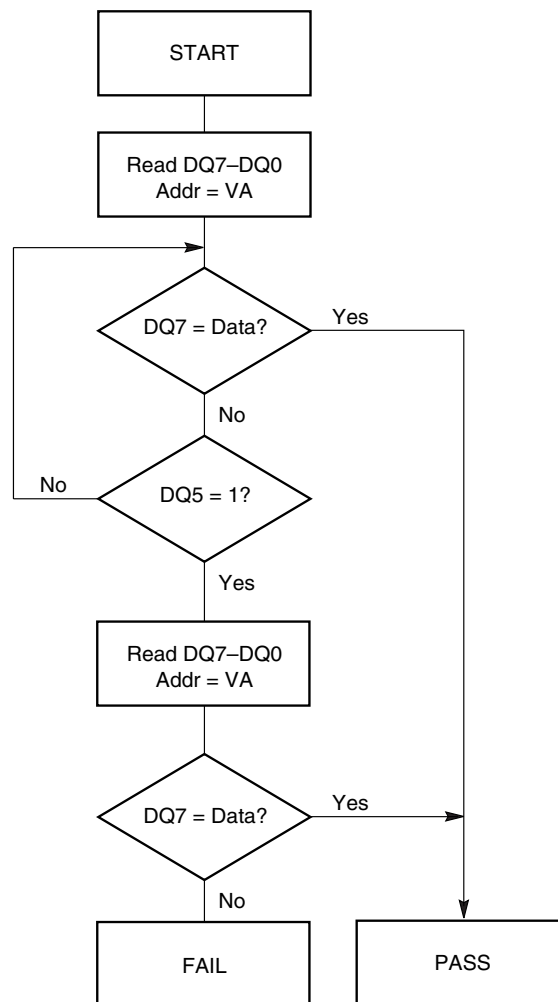 START
Read DQ7–DQ0
Addr = VA
DQ7 = Data?
Yes
No
DQ5 = 1?
No
Yes
Read DQ7–DQ0
Addr = VA
DQ7 = Data?
Yes
No
FAIL
PASS